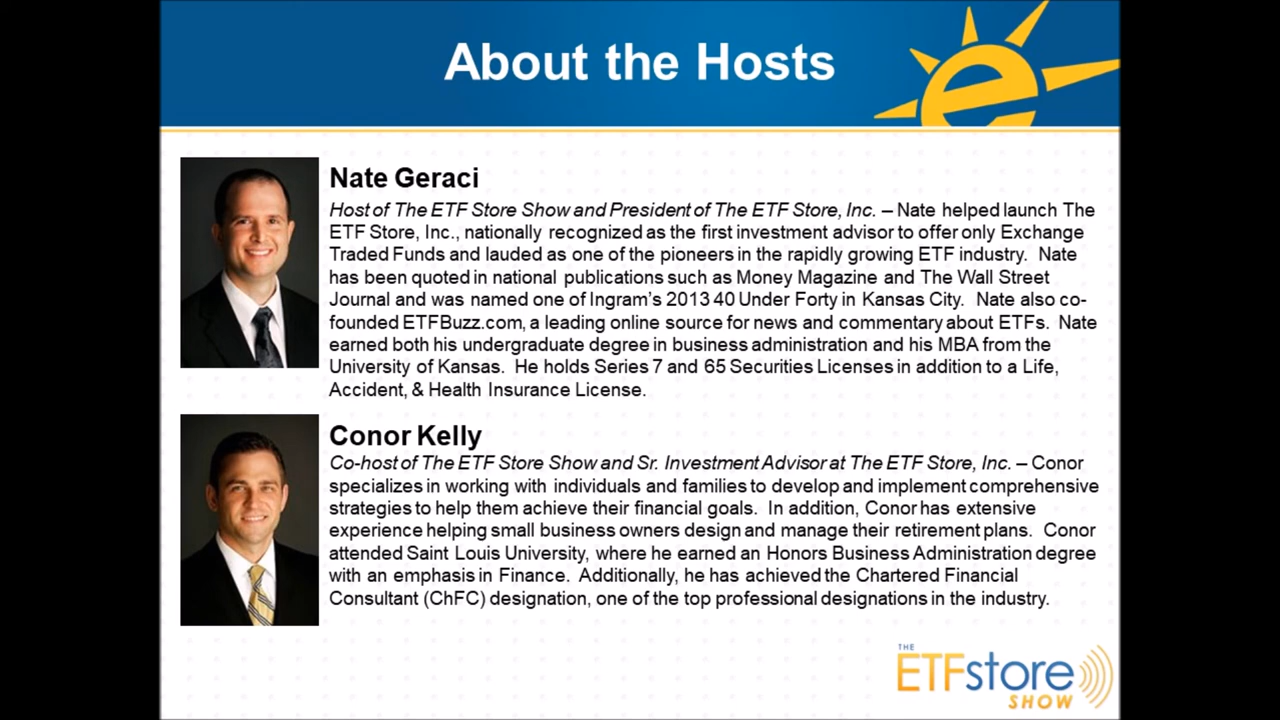 About the Hosts
Nate Geraci
Host of The ETF Store Show and President of The ETF Store, Inc. – Nate helped launch The
ETF Store, Inc., nationally recognized as the first investment advisor to offer only Exchange
Traded Funds and lauded as one of the pioneers in the rapidly growing ETF industry.  Nate
has been quoted in national publications such as Money Magazine and The Wall Street
Journal and was named one of Ingram's 2013 40 Under Forty in Kansas City.  Nate also co-
founded ETFBuzz.com, a leading online source for news and commentary about ETFs.  Nate
earned both his undergraduate degree in business administration and his MBA from the
University of Kansas.  He holds Series 7 and 65 Securities Licenses in addition to a Life,
Accident, & Health Insurance License.
Conor Kelly
Co-host of The ETF Store Show and Sr. Investment Advisor at The ETF Store, Inc. – Conor
specializes in working with individuals and families to develop and implement comprehensive
strategies to help them achieve their financial goals.  In addition, Conor has extensive
experience helping small business owners design and manage their retirement plans.  Conor
attended Saint Louis University, where he earned an Honors Business Administration degree
with an emphasis in Finance.  Additionally, he has achieved the Chartered Financial
Consultant (ChFC) designation, one of the top professional designations in the industry.
THE
ETFstore
SHOW